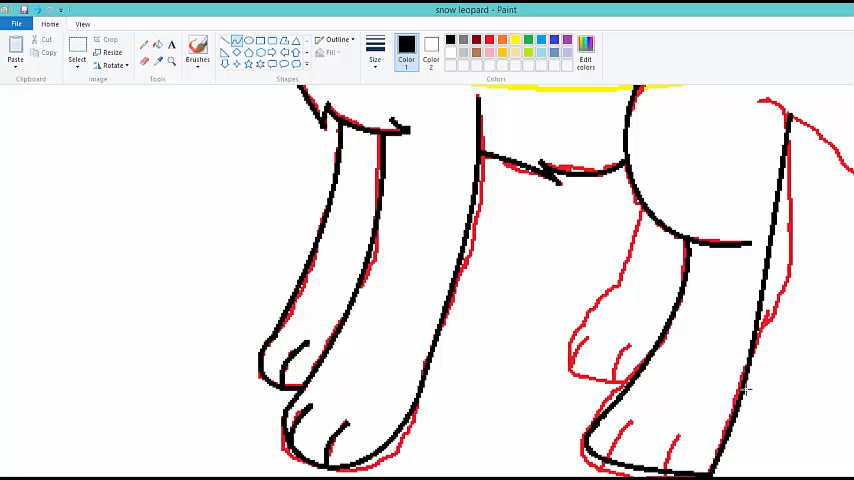 snow leopard - Paint
File Home View
Cut
Copy
Paste
Clipboard
Crop
Resize
Rotate
Select
Image
Tools
Brushes
Outline
Fill
Shapes
Size
Color
1
Color
2
Edit
colors
Colors